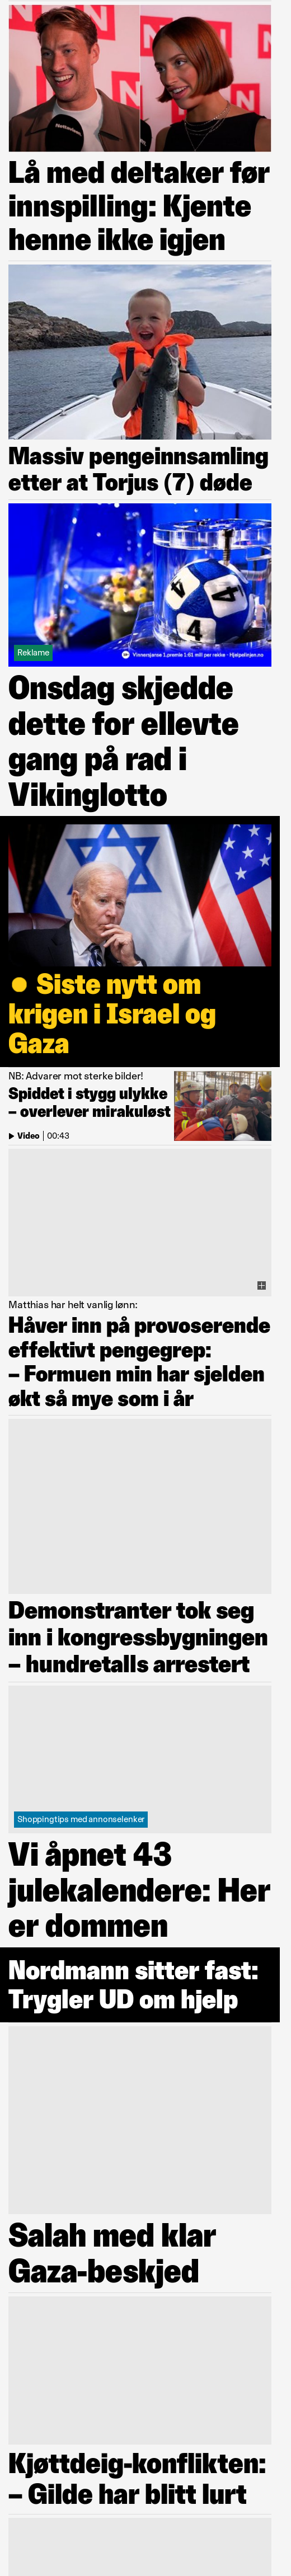 Nettavisen
Lå med deltaker før
innspilling: Kjente
henne ikke igjen
Massiv pengeinnsamling
etter at Torjus (7) døde
4
4
Reklame
Vinnersjanse 1.premie 1:61 mill per rekke - Hjelpelinjen.no
Onsdag skjedde
dette for ellevte
gang på rad i
Vikinglotto
Siste nytt om
krigen i Israel og
Gaza
NB: Advarer mot sterke bilder!
Spiddet i stygg ulykke
– overlever mirakuløst
Video | 00:43
Matthias har helt vanlig lønn:
Håver inn på provoserende
effektivt pengegrep:
– Formuen min har sjelden
økt så mye som i år
Demonstranter tok seg
inn i kongressbygningen
– hundretalls arrestert
Shoppingtips med annonselenker
Vi åpnet 43
julekalendere: Her
er dommen
Nordmann sitter fast:
Trygler UD om hjelp
Salah med klar
Gaza-beskjed
Kjøttdeig-konflikten:
– Gilde har blitt lurt